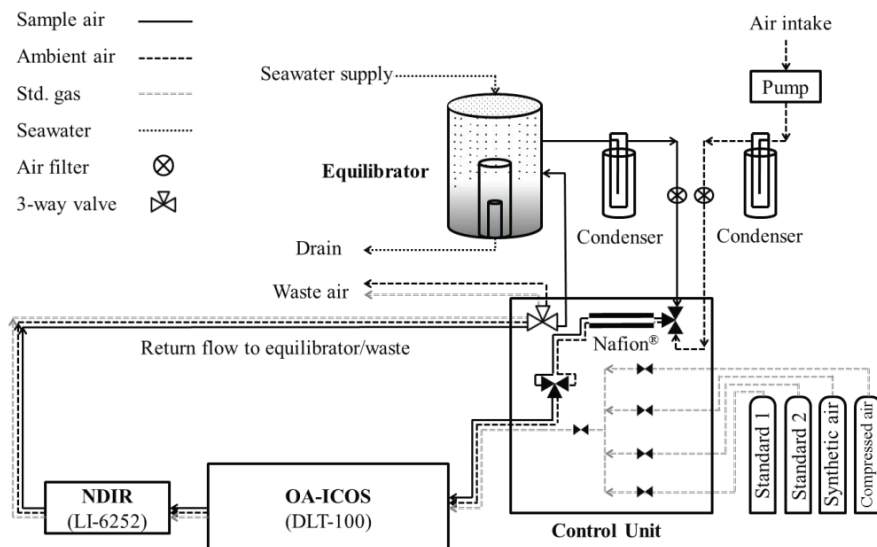 Sample air
Ambient air
Std. gas
Seawater
Air filter
3-way valve
Seawater supply
Air intake
Pump
Equilibrator
Condenser
Condenser
Drain
Waste air
Return flow to equilibrator/waste
Nafion®
NDIR
(LI-6252)
OA-ICOS
(DLT-100)
Control Unit
Standard 1
Standard 2
Synthetic air
Compressed air